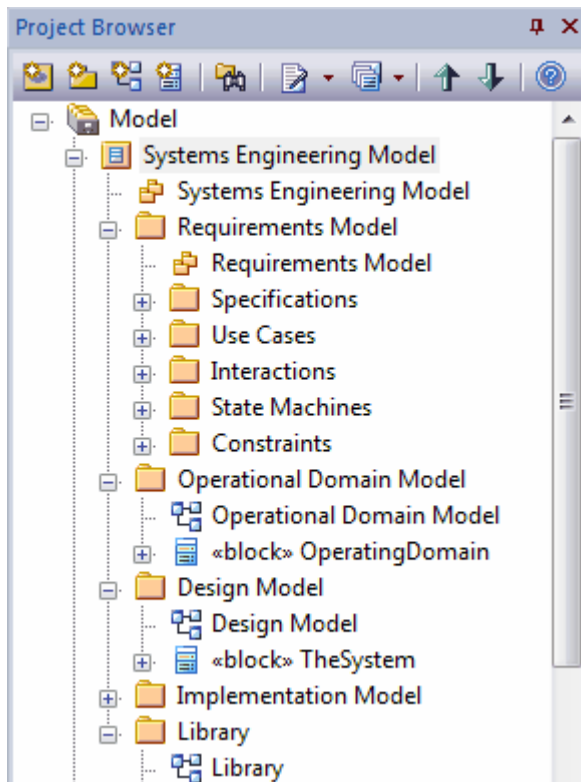 Project Browser
Model
Systems Engineering Model
Systems Engineering Model
Requirements Model
Requirements Model
Specifications
Use Cases
Interactions
State Machines
Constraints
Operational Domain Model
Operational Domain Model
«block» OperatingDomain
Design Model
Design Model
«block» TheSystem
Implementation Model
Library
Library